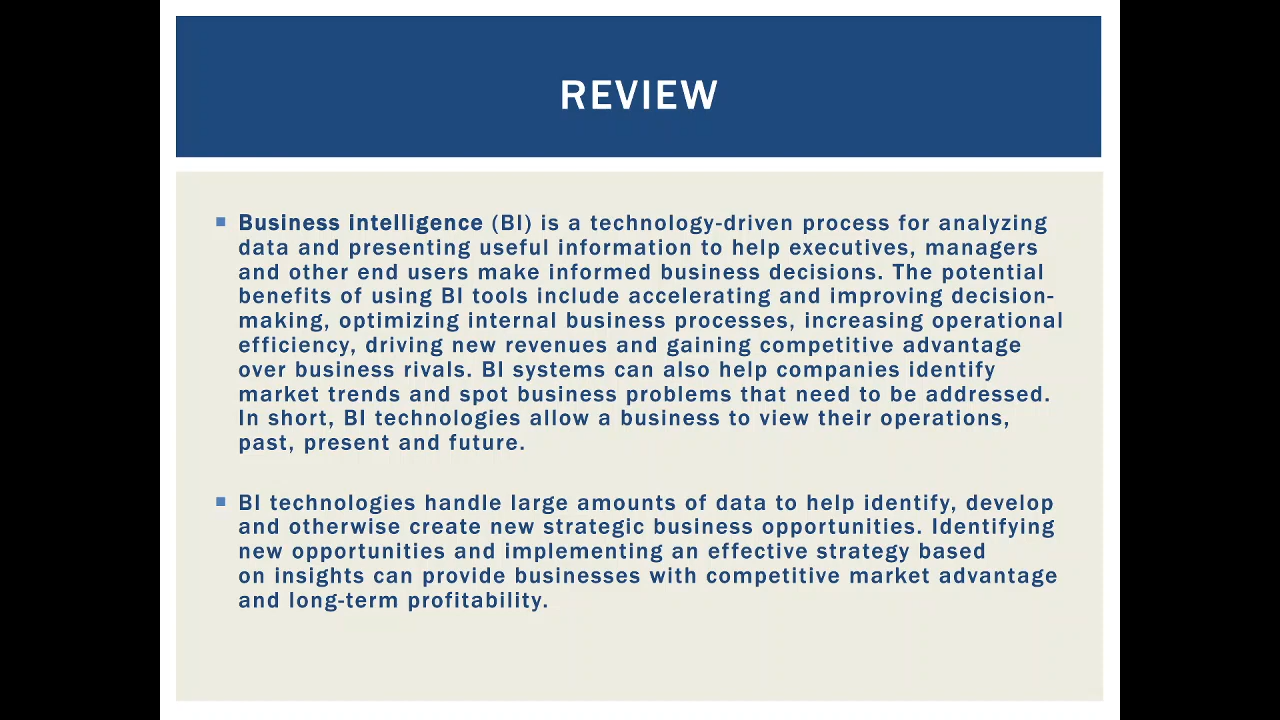 REVIEW
Business intelligence (BI) is a technology-driven process for analyzing
data and presenting useful information to help executives, managers
and other end users make informed business decisions. The potential
benefits of using BI tools include accelerating and improving decision-
making, optimizing internal business processes, increasing operational
efficiency, driving new revenues and gaining competitive advantage
over business rivals. BI systems can also help companies identify
market trends and spot business problems that need to be addressed.
In short, BI technologies allow a business to view their operations,
past, present and future.
BI technologies handle large amounts of data to help identify, develop
and otherwise create new strategic business opportunities. Identifying
new opportunities and implementing an effective strategy based
on insights can provide businesses with competitive market advantage
and long-term profitability.